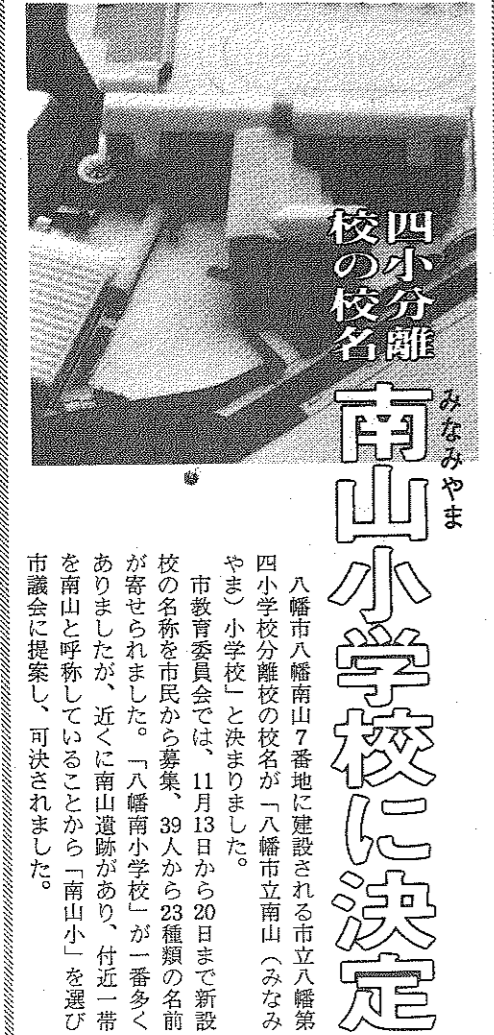 四小分離
校の校名
みなみやま
南山小学校に決定
八幡市八幡南山7番地に建設される市立八幡第
四小学校分離校の校名が「八幡市立南山（みなみ
やま）小学校」と決まりました。
市教育委員会では、11月13日から20日まで新設
校の名称を市民から募集、39人から23種類の名前
が寄せられました。「八幡南小学校」が一番多く
ありましたが、近くに南山遺跡があり、付近一帯
を南山と呼称していることから「南山小」を選び
市議会に提案し、可決されました。